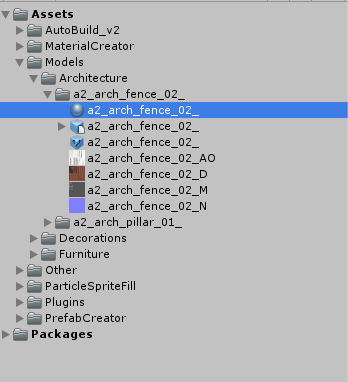 Assets
AutoBuild_v2
MaterialCreator
Models
Architecture
a2_arch_fence_02_
a2_arch_fence_02_
a2_arch_fence_02_
a2_arch_fence_02_
a2_arch_fence_02_AO
a2_arch_fence_02_D
a2_arch_fence_02_M
a2_arch_fence_02_N
a2_arch_pillar_01_
Decorations
Furniture
Other
ParticleSpriteFill
Plugins
PrefabCreator
Packages